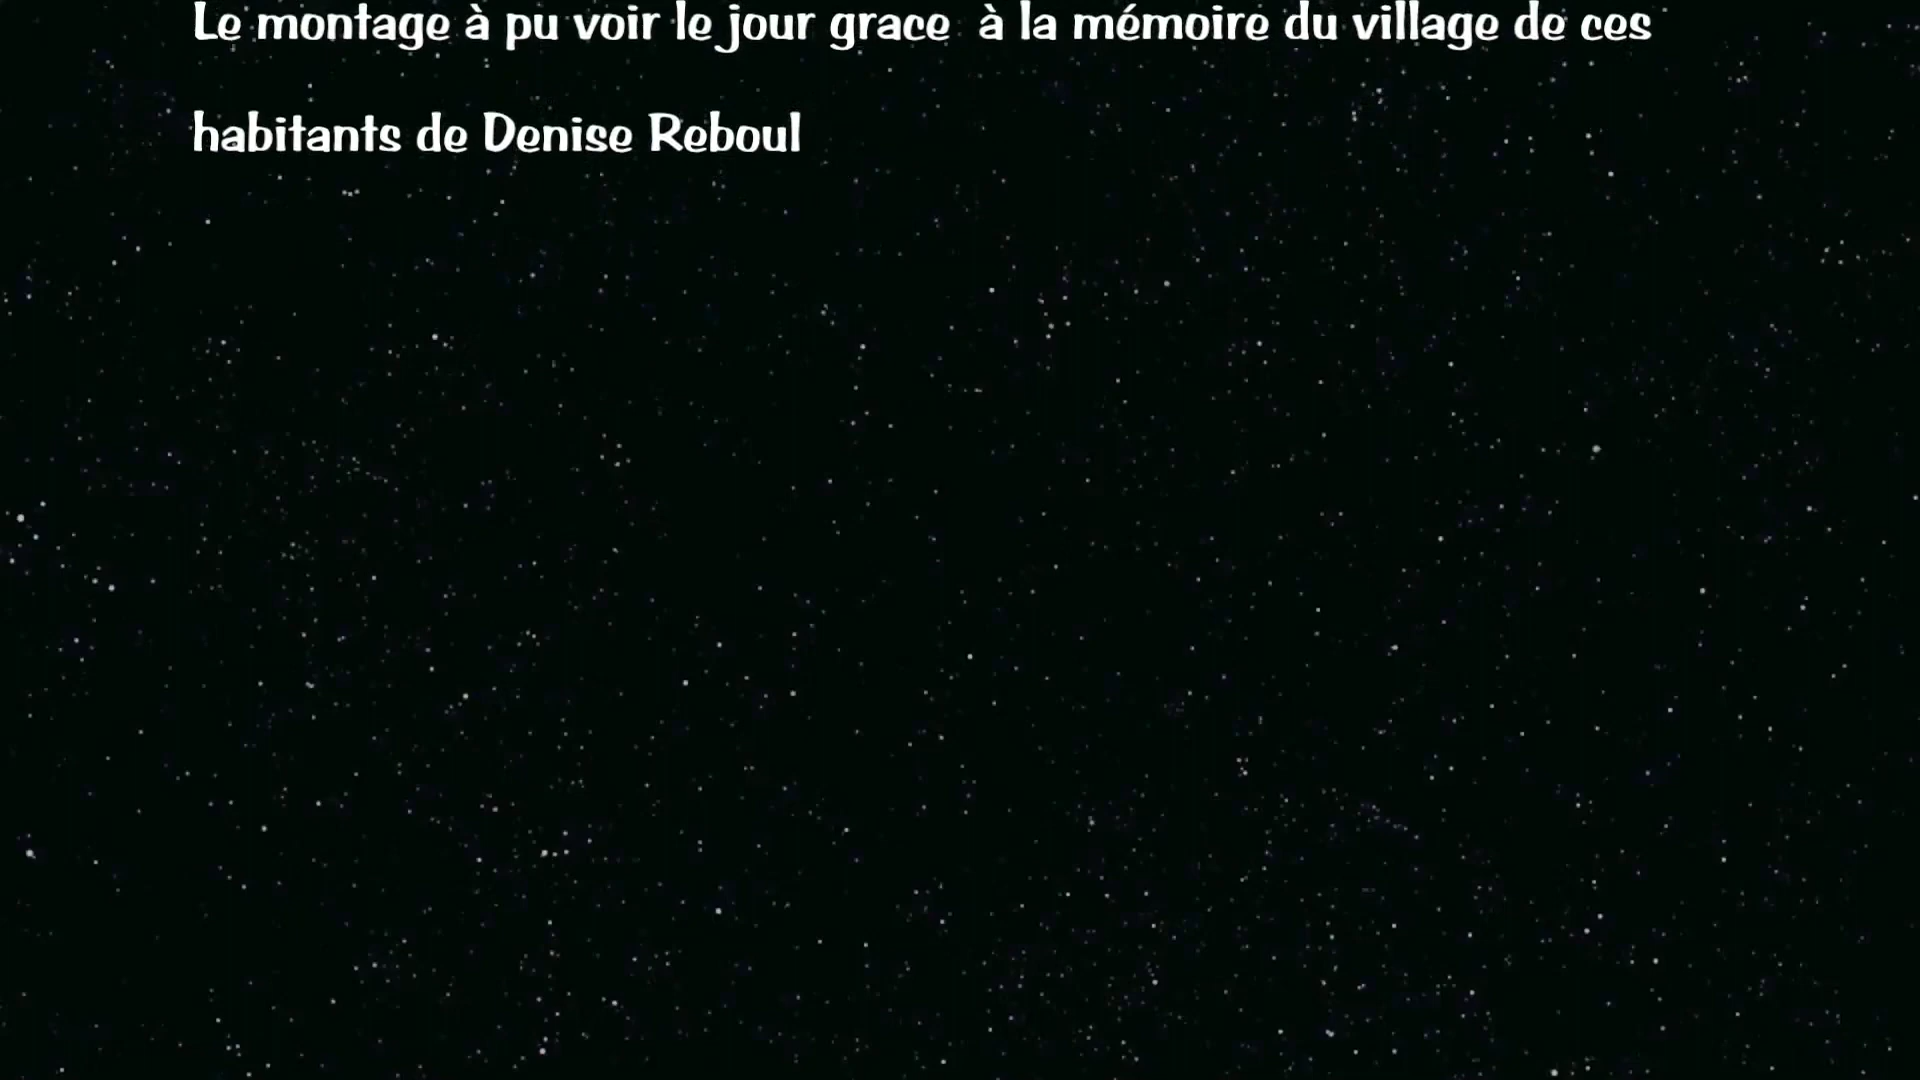 Le montage à pu voir le jour grace  à la mémoire du village de ces
habitants de Denise Reboul